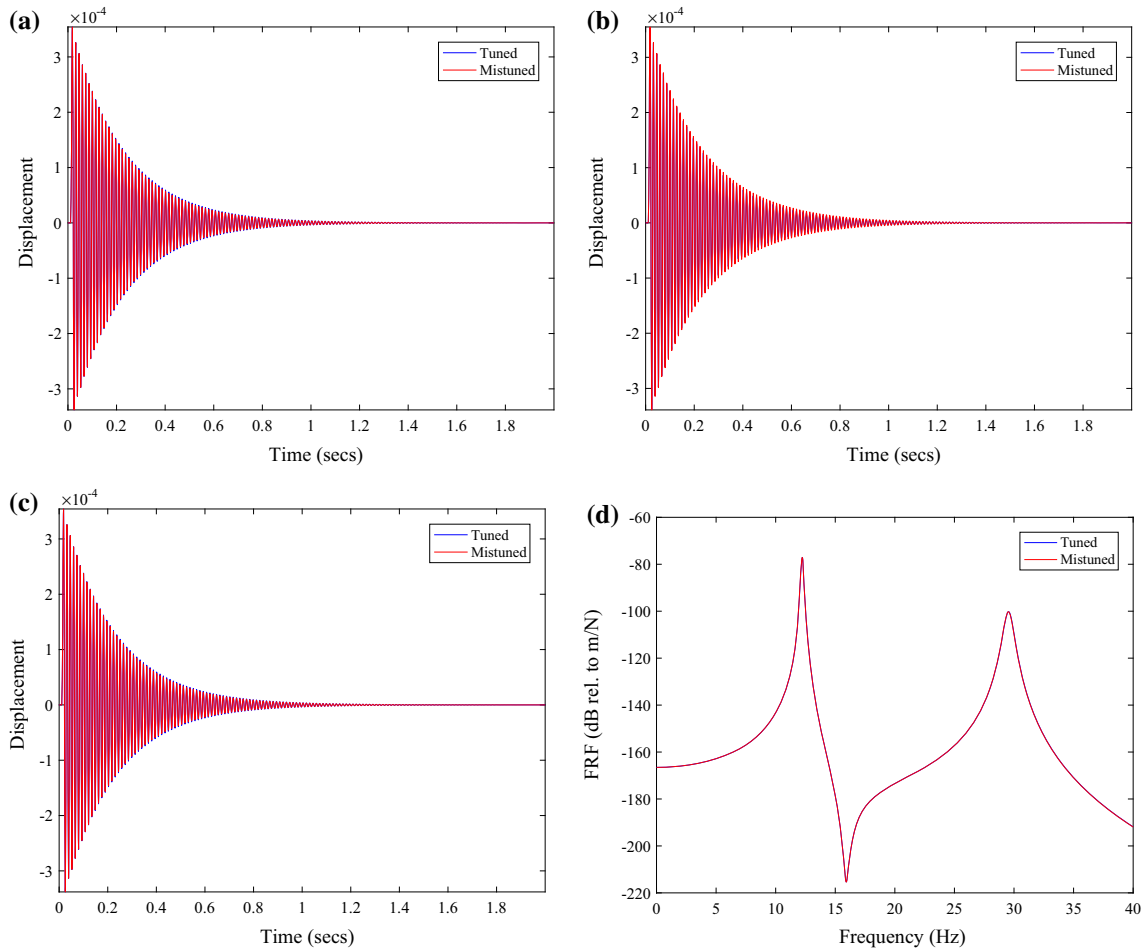 (a)
×10-4
3
2
1
0
-1
-2
-3
0 0.2 0.4 0.6 0.8 1 1.2 1.4 1.6 1.8
Displacement
Time (secs)
Tuned
Mistuned
(b)
×10-4
3
2
1
0
-1
-2
-3
0 0.2 0.4 0.6 0.8 1 1.2 1.4 1.6 1.8
Displacement
Time (secs)
Tuned
Mistuned
(c)
×10-4
3
2
1
0
-1
-2
-3
0 0.2 0.4 0.6 0.8 1 1.2 1.4 1.6 1.8
Displacement
Time (secs)
Tuned
Mistuned
(d)
-60
-80
-100
-120
-140
-160
-180
-200
-220
0 5 10 15 20 25 30 35 40
FRF (dB rel. to m/N)
Frequency (Hz)
Tuned
Mistuned